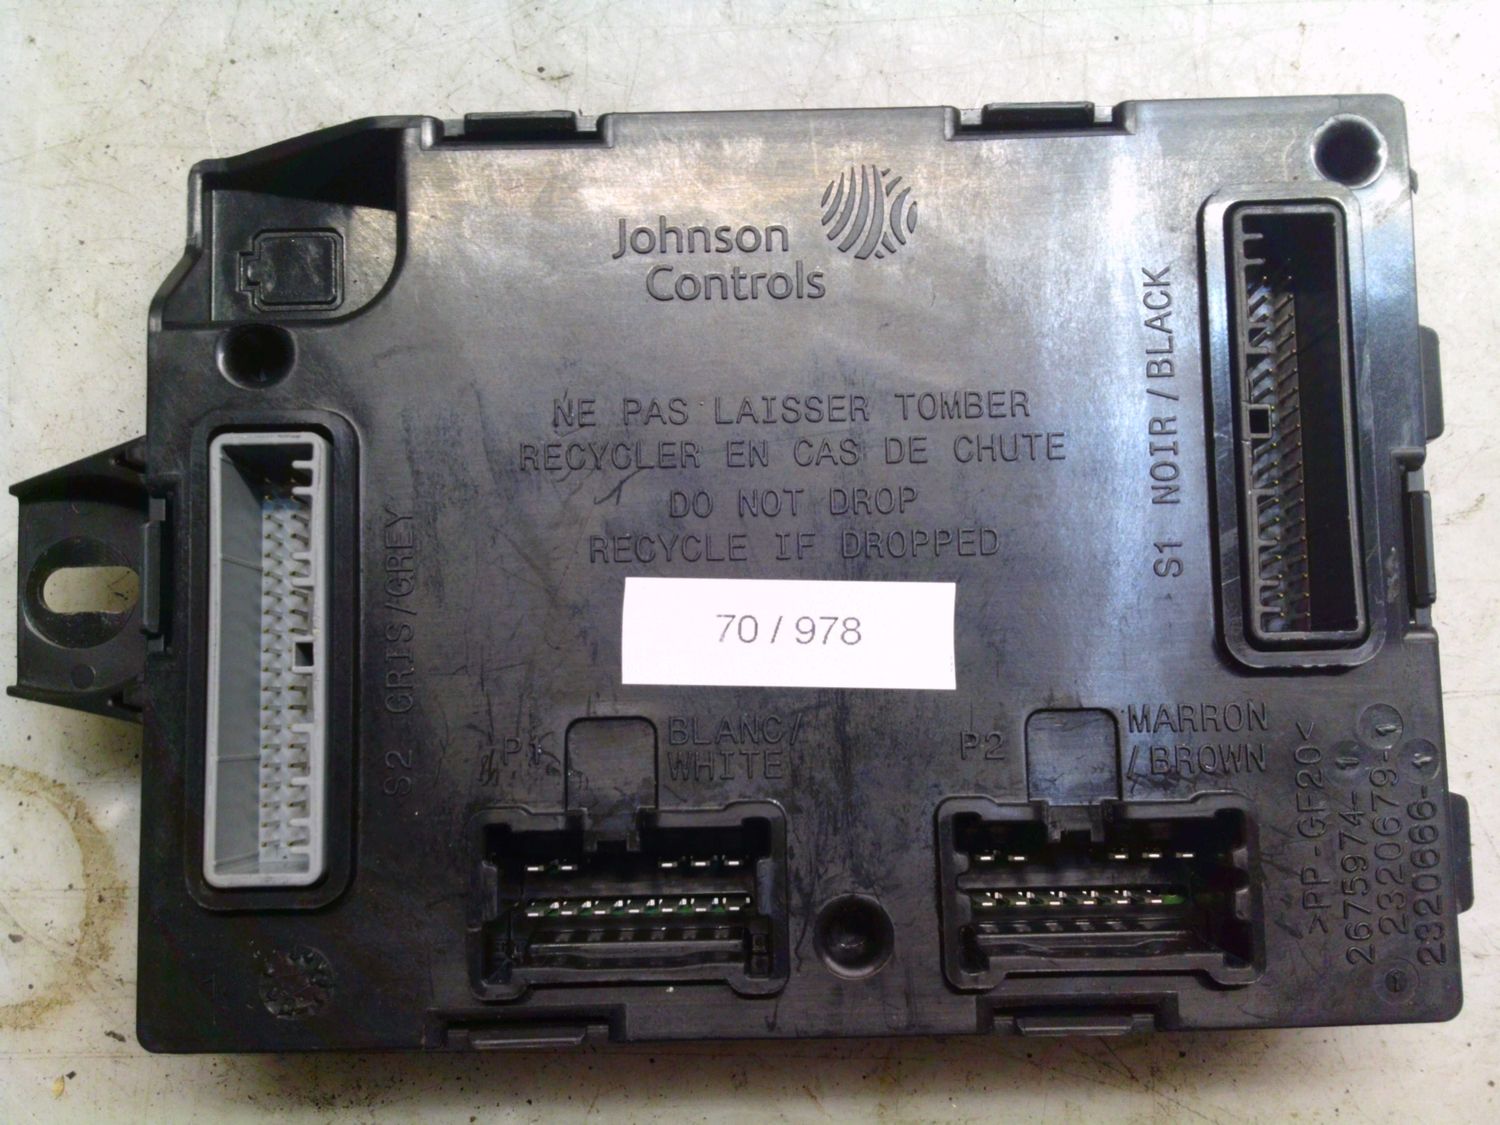 Johnson
Controls
NE PAS LAISSER TOMBER
RECYCLER EN CAS DE CHUTE
DO NOT DROP
RECYCLE IF DROPPED
S1 NOIR/BLACK
S2 GRIS/GREY
70 / 978
P1
BLANC/
WHITE
P2
MARRON
/BROWN
>PP-GF20<
2675974-1
2320679-1
2320666-1